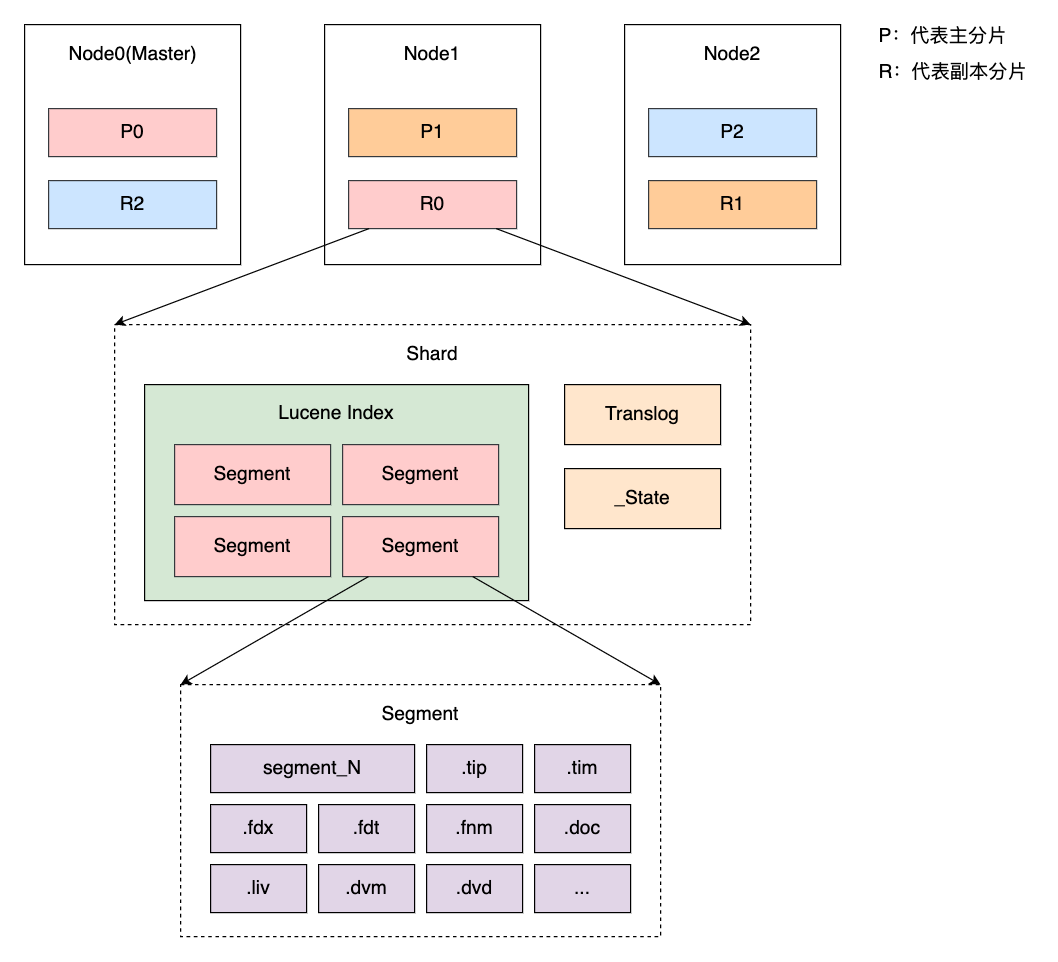 Node0(Master)
P0
R2
Node1
P1
R0
Node2
P2
R1
P：代表主分片
R：代表副本分片
Shard
Lucene Index
Segment
Segment
Segment
Segment
Translog
_State
Segment
segment_N
.tip
.tim
.fdx
.fdt
.fnm
.doc
.liv
.dvm
.dvd
...